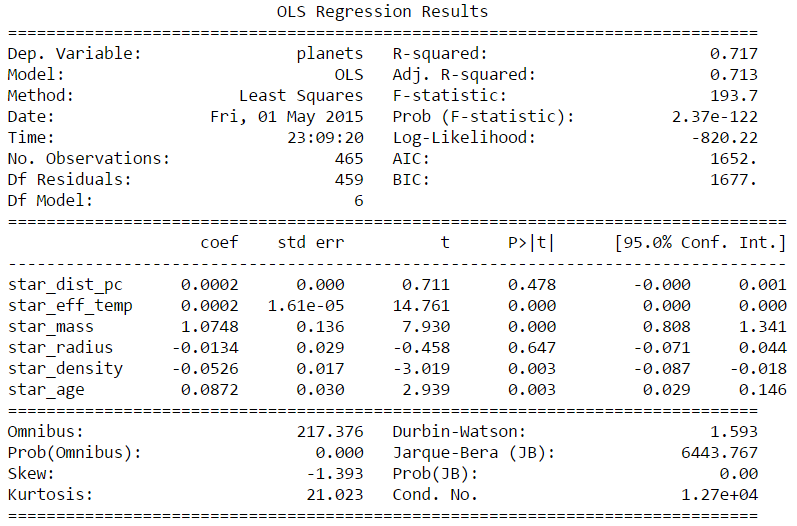 OLS Regression Results
==============================================================================
Dep. Variable:                planets   R-squared:                       0.717
Model:                            OLS   Adj. R-squared:                  0.713
Method:                 Least Squares   F-statistic:                     193.7
Date:                Fri, 01 May 2015   Prob (F-statistic):          2.37e-122
Time:                        23:09:20   Log-Likelihood:                -820.22
No. Observations:                 465   AIC:                             1652.
Df Residuals:                     459   BIC:                             1677.
Df Model:                           6
=================================================================================
                    coef    std err          t      P>|t|      [95.0% Conf. Int.]
---------------------------------------------------------------------------------
star_dist_pc      0.0002      0.000      0.711      0.478        -0.000     0.001
star_eff_temp     0.0002   1.61e-05     14.761      0.000         0.000     0.000
star_mass         1.0748      0.136      7.930      0.000         0.808     1.341
star_radius      -0.0134      0.029     -0.458      0.647        -0.071     0.044
star_density     -0.0526      0.017     -3.019      0.003        -0.087    -0.018
star_age          0.0872      0.030      2.939      0.003         0.029     0.146
==============================================================================
Omnibus:                      217.376   Durbin-Watson:                   1.593
Prob(Omnibus):                  0.000   Jarque-Bera (JB):             6443.767
Skew:                          -1.393   Prob(JB):                         0.00
Kurtosis:                      21.023   Cond. No.                     1.27e+04
==============================================================================